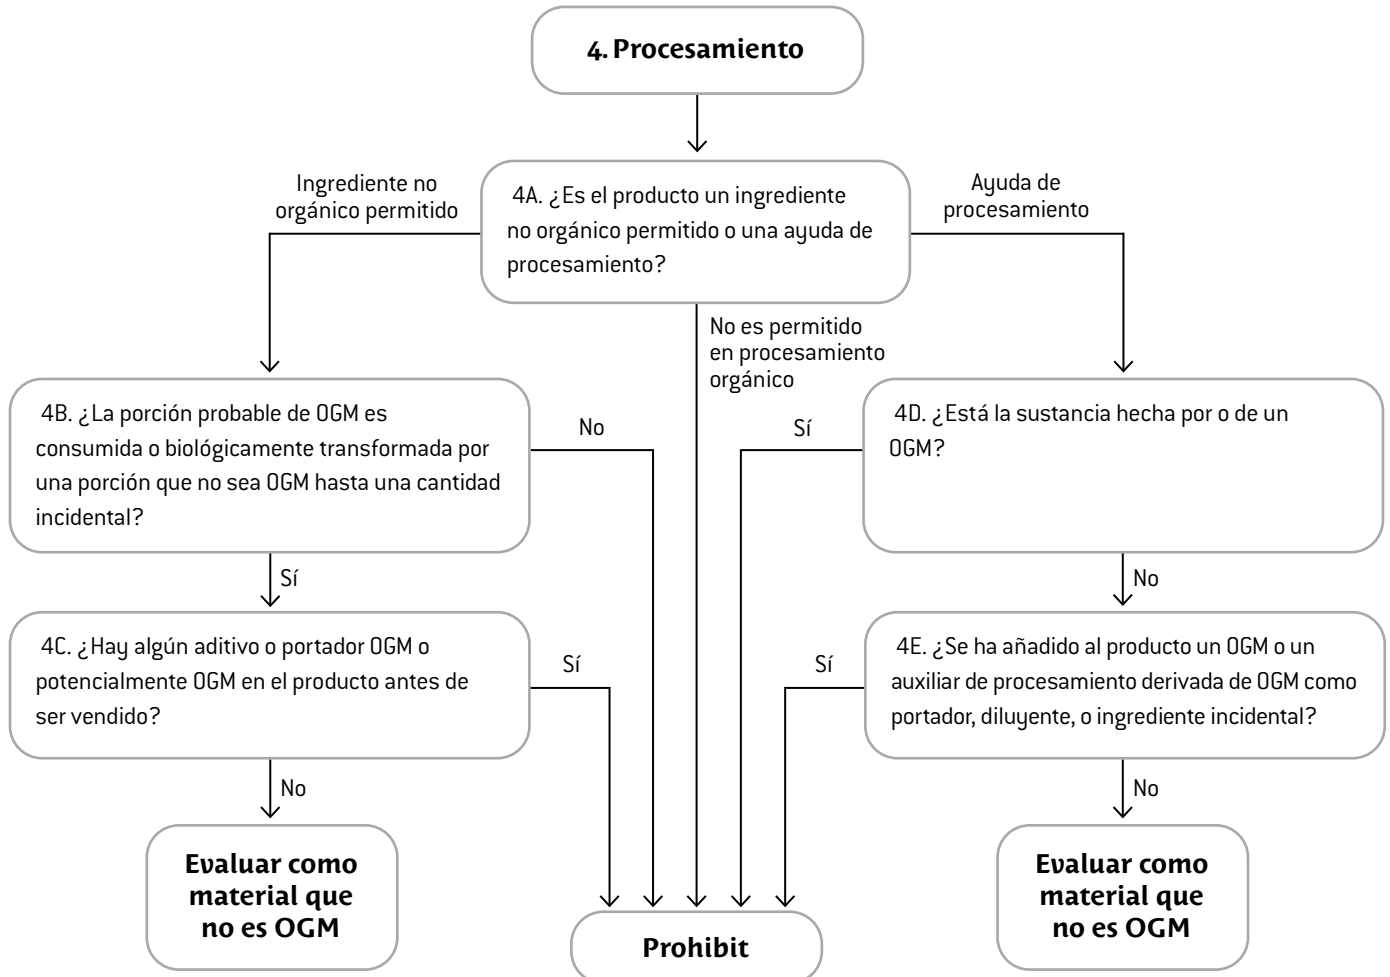 4. Procesamiento
Ingrediente no
orgánico permitido
4A. ¿Es el producto un ingrediente
no orgánico permitido o una ayuda de
procesamiento?
Ayuda de
procesamiento
No es permitido
en procesamiento
orgánico
4B. ¿La porción probable de OGM es
consumida o biológicamente transformada por
una porción que no sea OGM hasta una cantidad
incidental?
No
Sí
4D. ¿Está la sustancia hecha por o de un
OGM?
Sí
No
4C. ¿Hay algún aditivo o portador OGM o
potencialmente OGM en el producto antes de
ser vendido?
Sí
Sí
4E. ¿Se ha añadido al producto un OGM o un
auxiliar de procesamiento derivada de OGM como
portador, diluyente, o ingrediente incidental?
No
No
Evaluar como
material que
no es OGM
Prohibit
Evaluar como
material que
no es OGM